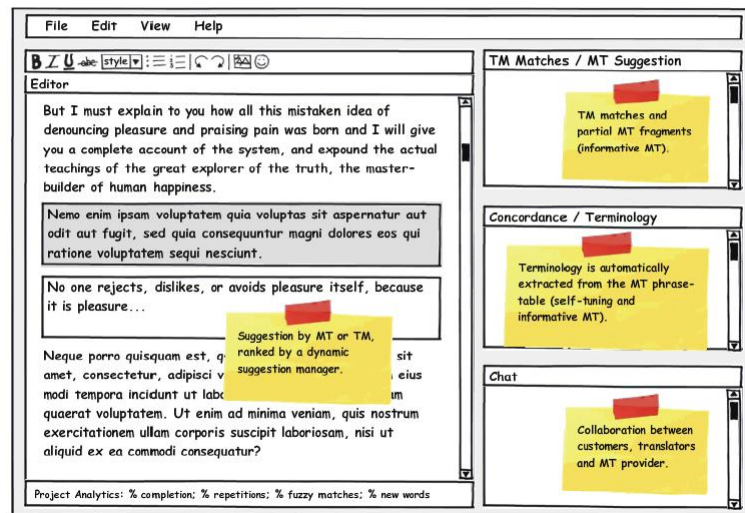 File Edit View Help
B I U abc style
Editor
But I must explain to you how all this mistaken idea of
denouncing pleasure and praising pain was born and I will give
you a complete account of the system, and expound the actual
teachings of the great explorer of the truth, the master-
builder of human happiness.
Nemo enim ipsam voluptatem quia voluptas sit aspernatur aut
odit aut fugit, sed quia consequuntur magni dolores eos qui
ratione voluptatem sequi nesciunt.
No one rejects, dislikes, or avoids pleasure itself, because
it is pleasure...
Suggestion by MT or TM,
ranked by a dynamic
suggestion manager.
Neque porro quisquam est, q sit
amet, consectetur, adipisci v eius
modi tempora incidunt ut lab um
quaerat voluptatem. Ut enim ad minima veniam, quis nostrum
exercitationem ullam corporis suscipit laboriosam, nisi ut
aliquid ex ea commodi consequatur?
Project Analytics: % completion; % repetitions; % fuzzy matches; % new words
TM Matches / MT Suggestion
TM matches and
partial MT fragments
(informative MT).
Concordance / Terminology
Terminology is automatically
extracted from the MT phrase-
table (self-tuning and
informative MT).
Chat
Collaboration between
customers, translators
and MT provider.